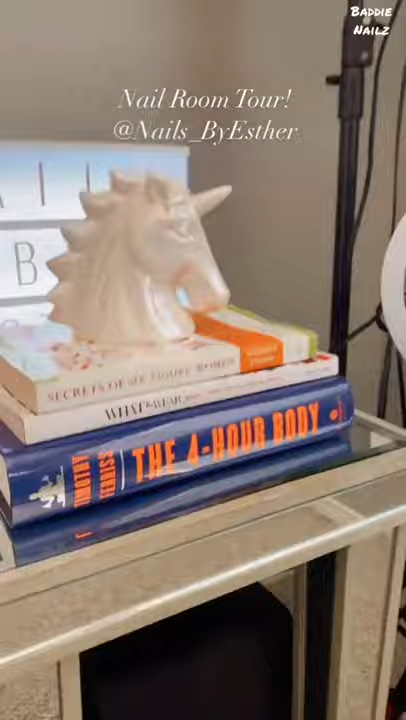 Baddie
Nailz
Nail Room Tour!
@Nails_ByEsther
B
SECRETS OF SIX-FIGURE WOMEN
WHAT
TIMOTHY
FERRISS
THE 4-HOUR BODY